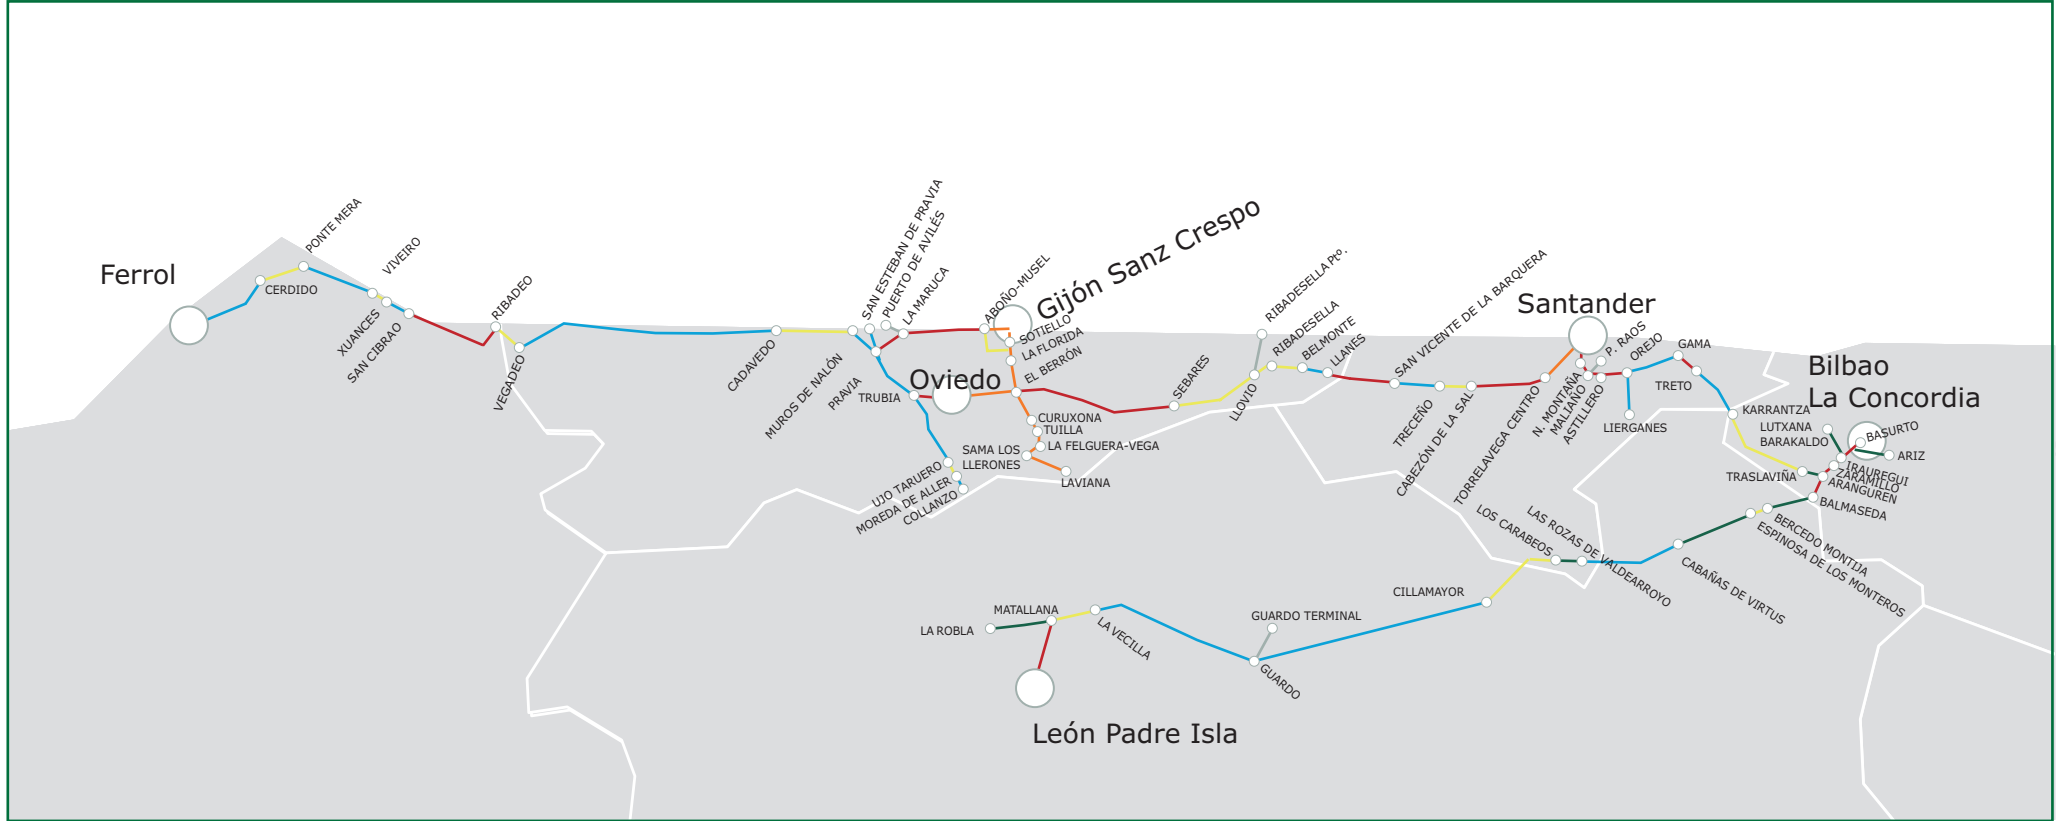 Ferrol
CERDIDO
PONTE MERA
VIVEIRO
XUANCES
SAN CIBRAO
RIBADEO
VEGADEO
CADAVEDO
MUROS DE NALÓN
SAN ESTEBAN DE PRAVIA
PUERTO DE AVILÉS
LA MARUCA
PRAVIA
TRUBIA
Oviedo
ABOÑO-MUSEL
Gijón Sanz Crespo
SOTIELLO
LA FLORIDA
EL BERRÓN
CURUXONA
TUILLA
LA FELGUERA-VEGA
SAMA LOS
LLERONES
LAVIANA
UJO TARUERO
MOREDA DE ALLER
COLLANZO
SEBARES
LLOVIO
RIBADESELLA Ptº.
RIBADESELLA
BELMONTE
LLANES
SAN VICENTE DE LA BARQUERA
TRECEÑO
CABEZÓN DE LA SAL
TORRELAVEGA CENTRO
Santander
N. MONTAÑA
MALIAÑO
ASTILLERO
P. RAOS
OREJO
LIERGANES
GAMA
TRETO
KARRANTZA
Bilbao
La Concordia
LUTXANA
BARAKALDO
BASURTO
ARIZ
IRAUREGUI
ZARAMILLO
ARANGUREN
TRASLAVIÑA
BALMASEDA
BERCEDO MONTIJA
ESPINOSA DE LOS MONTEROS
CABAÑAS DE VIRTUS
LAS ROZAS DE VALDEARROYO
LOS CARABEOS
CILLAMAYOR
GUARDO TERMINAL
GUARDO
LA VECILLA
MATALLANA
LA ROBLA
León Padre Isla